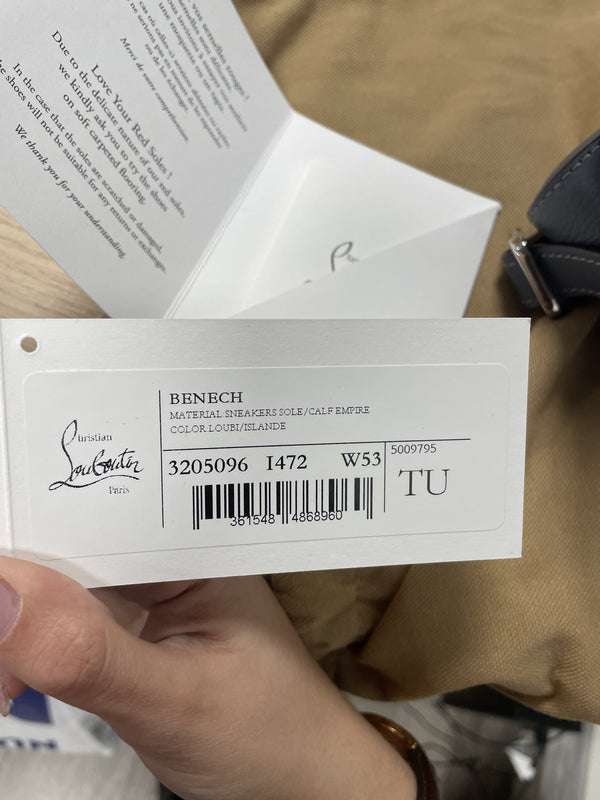 vos semelles rouges !
Merci de votre compréhension.
Love Your Red Soles !
Due to the delicate nature of our red soles,
we kindly ask you to try the shoes
on soft carpeted flooring.
In the case that the soles are scratched or damaged,
the shoes will not be suitable for any returns or exchange.
We thank you for your understanding.
BENECH
MATERIAL SNEAKERS SOLE/CALF EMPIRE
COLOR LOUBI/ISLANDE
Christian
Louboutin
Paris
3205096 I472 W53
5009795
TU
361548 4868960